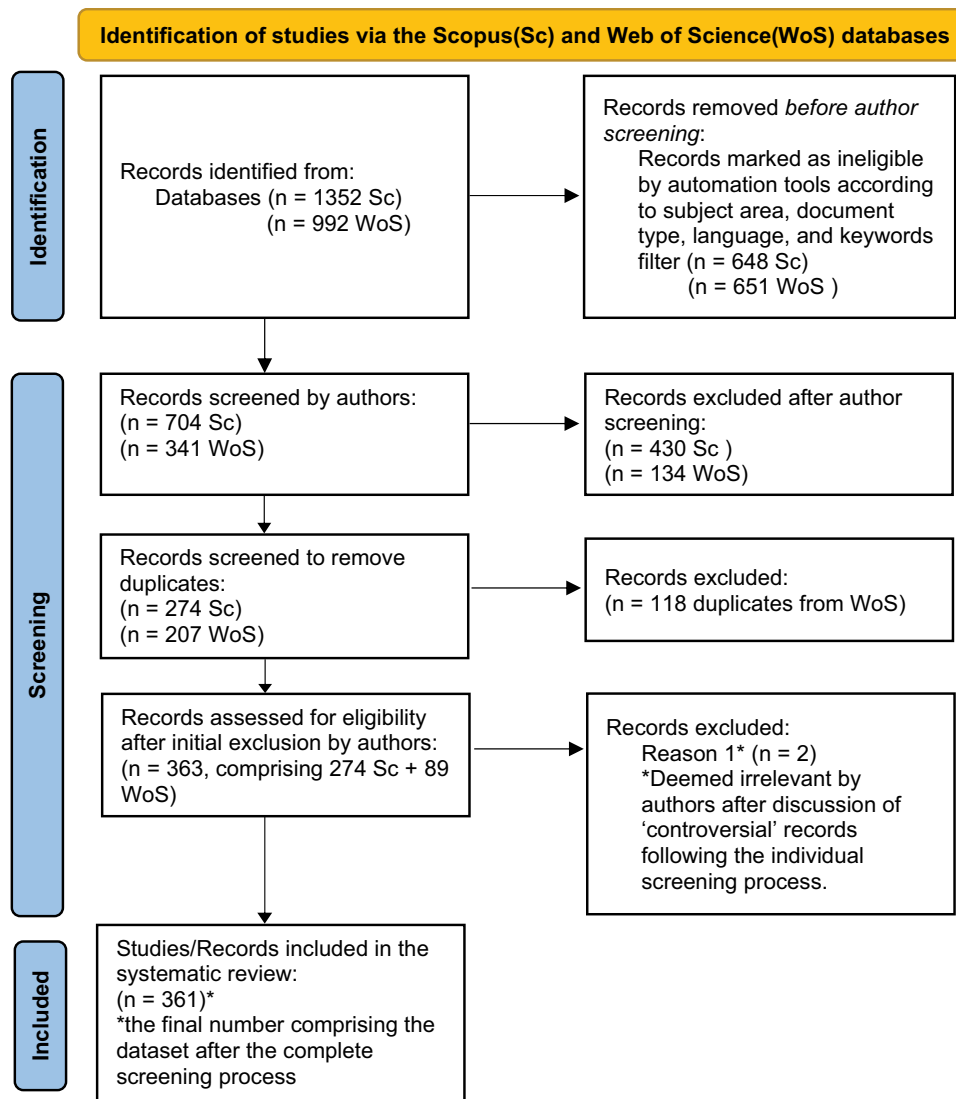 Identification of studies via the Scopus(Sc) and Web of Science(WoS) databases
Identification
Records identified from:
Databases (n = 1352 Sc)
(n = 992 WoS)
Records removed before author
screening:
Records marked as ineligible
by automation tools according
to subject area, document
type, language, and keywords
filter (n = 648 Sc)
(n = 651 WoS )
Screening
Records screened by authors:
(n = 704 Sc)
(n = 341 WoS)
Records excluded after author
screening:
(n = 430 Sc )
(n = 134 WoS)
Records screened to remove
duplicates:
(n = 274 Sc)
(n = 207 WoS)
Records excluded:
(n = 118 duplicates from WoS)
Records assessed for eligibility
after initial exclusion by authors:
(n = 363, comprising 274 Sc + 89
WoS)
Records excluded:
Reason 1* (n = 2)
*Deemed irrelevant by
authors after discussion of
‘controversial’ records
following the individual
screening process.
Included
Studies/Records included in the
systematic review:
(n = 361)*
*the final number comprising the
dataset after the complete
screening process